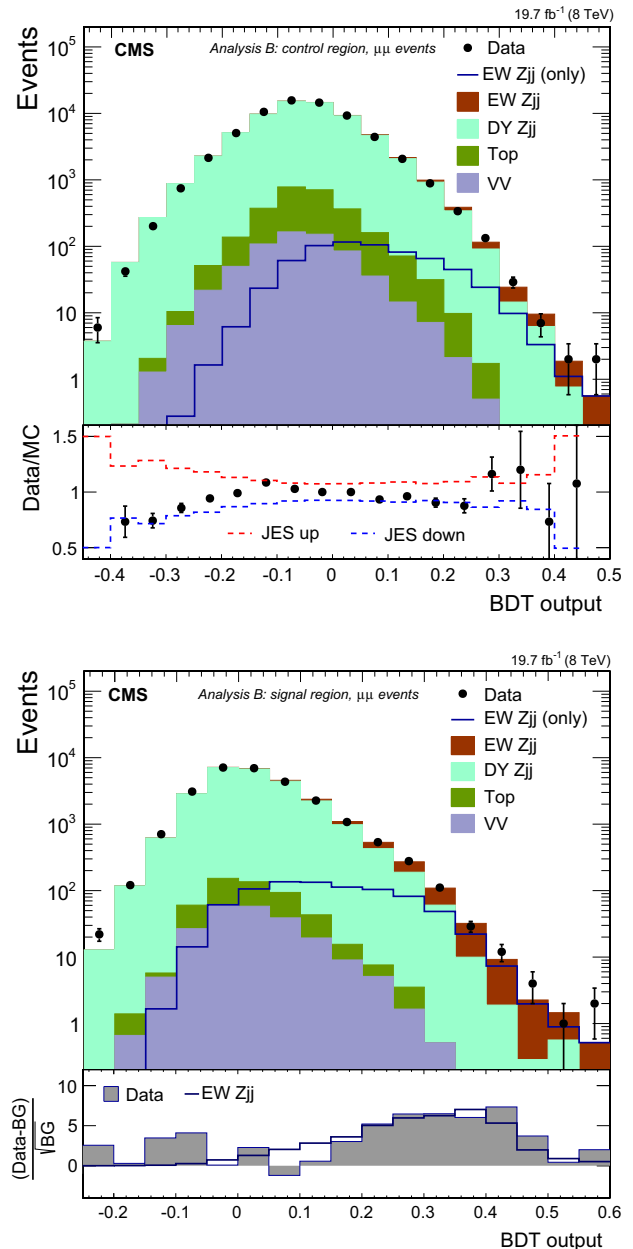 19.7 fb⁻¹ (8 TeV)
CMS Analysis B: control region, μμ events
Events
10⁵
10⁴
10³
10²
10
1
Data
EW Zjj (only)
EW Zjj
DY Zjj
Top
VV
Data/MC
1.5
1
0.5
JES up JES down
-0.4 -0.3 -0.2 -0.1 0 0.1 0.2 0.3 0.4 0.5
BDT output
19.7 fb⁻¹ (8 TeV)
CMS Analysis B: signal region, μμ events
Events
10⁵
10⁴
10³
10²
10
1
Data
EW Zjj (only)
EW Zjj
DY Zjj
Top
VV
(Data-BG)
√BG
10
5
0
Data EW Zjj
-0.2 -0.1 0 0.1 0.2 0.3 0.4 0.5 0.6
BDT output